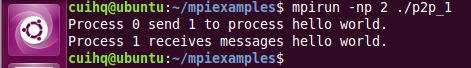 cuihq@ubuntu:~/mpiexamples$ mpirun -np 2 ./p2p_1
Process 0 send 1 to process hello world.
Process 1 receives messages hello world.
cuihq@ubuntu:~/mpiexamples$